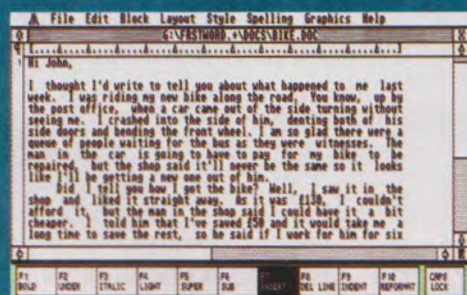 File Edit Block Layout Style Spelling Graphics Help
G:\FRSTWORD.+\DOCS\BIKE.DOC
Hi John,
I thought I'd write to tell you about what happened to me last
week. I was riding my new bike along the road. You know, up by
the post office, when a car came out of the side turning without
seeing me. I crashed into the side of him, denting both of his
side doors and bending the front wheel. I am so glad there were a
queue of people waiting for the bus as they were witnesses. The
man in the car is going to have to pay for my bike to be
repaired, but the shop said it'll never be the same so it looks
like I'll be getting a new one out of him.
Did I tell you how I got the bike? Well, I saw it in the
shop and liked it straight away. As it was £130, I couldn't
afford it, but the man in the shop said I could have it a bit
cheaper. I told him that I've saved £50 and it would take me a
long time to save the rest, so he said if I work for him for six
F1 BOLD F2 UNDER F3 ITALIC F4 LIGHT F5 SUPER F6 SUB F7 INSERT F8 DEL LINE F9 INDENT F10 REFORMAT CAPS LOCK